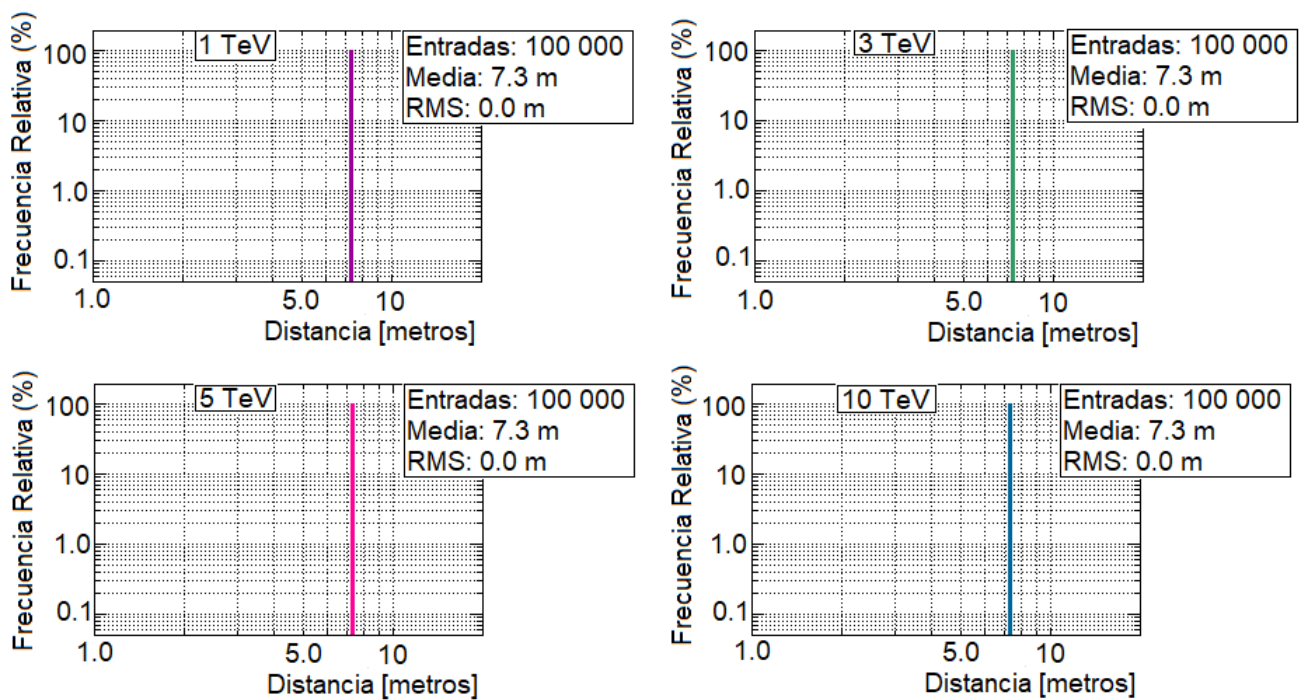 1 TeV
Entradas: 100 000
Media: 7.3 m
RMS: 0.0 m
Frecuencia Relativa (%)
100
10
1.0
0.1
1.0
5.0
10
Distancia [metros]
3 TeV
Entradas: 100 000
Media: 7.3 m
RMS: 0.0 m
Frecuencia Relativa (%)
100
10
1.0
0.1
1.0
5.0
10
Distancia [metros]
5 TeV
Entradas: 100 000
Media: 7.3 m
RMS: 0.0 m
Frecuencia Relativa (%)
100
10
1.0
0.1
1.0
5.0
10
Distancia [metros]
10 TeV
Entradas: 100 000
Media: 7.3 m
RMS: 0.0 m
Frecuencia Relativa (%)
100
10
1.0
0.1
1.0
5.0
10
Distancia [metros]